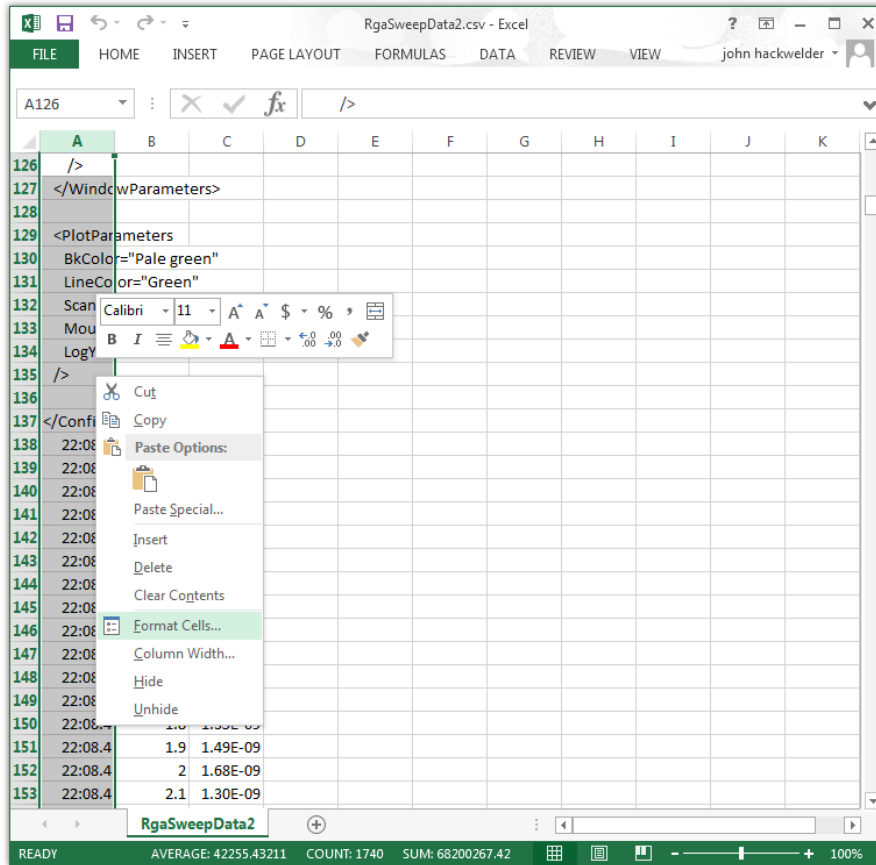 RgaSweepData2.csv - Excel
?
FILE HOME INSERT PAGE LAYOUT FORMULAS DATA REVIEW VIEW john hackwelder
A126 fx />
A B C D E F G H I J K
126 />
127 </WindowParameters>
128
129 <PlotParameters
130 BkColor="Pale green"
131 LineColor="Green"
132 Scan
133 Mou
134 LogY
Calibri 11 A A $ % ,
B I A .0 .00 .00 .0
135 />
136
137 </Confi
138 22:08
139 22:08
140 22:08
141 22:08
142 22:08
143 22:08
144 22:08
145 22:08
146 22:08
147 22:08
148 22:08
149 22:08
Cut
Copy
Paste Options:
Paste Special...
Insert
Delete
Clear Contents
Format Cells...
Column Width...
Hide
Unhide
150 22:08.4
151 22:08.4 1.9 1.49E-09
152 22:08.4 2 1.68E-09
153 22:08.4 2.1 1.30E-09
RgaSweepData2
READY AVERAGE: 42255.43211 COUNT: 1740 SUM: 68200267.42 100%